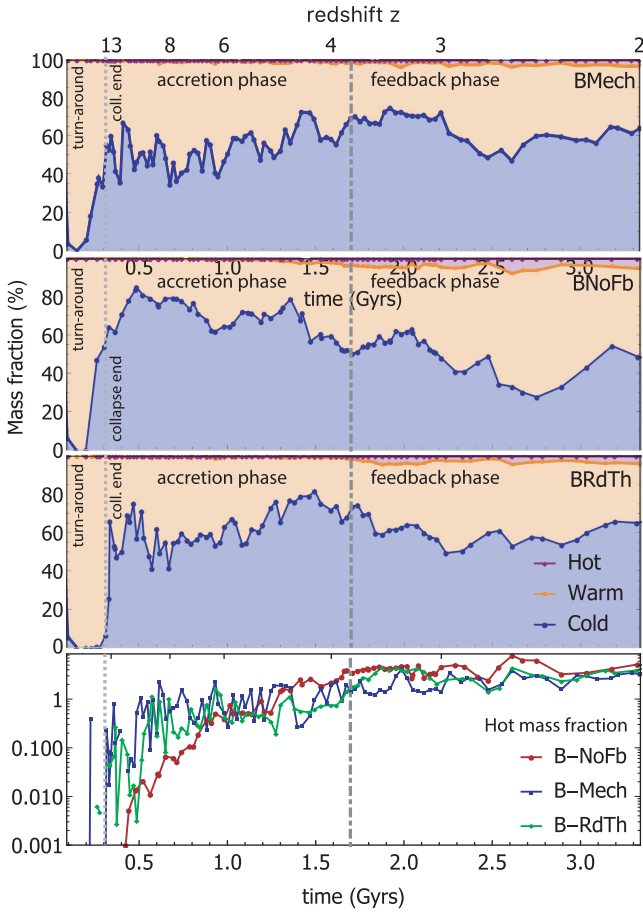 redshift z
13 8 6 4 3 2
100
80
60
40
20
0
turn-around
coll. end
accretion phase
feedback phase
BMech
0.5 1.0 1.5 2.0 2.5 3.0
time (Gyrs)
Mass fraction (%)
80
60
40
20
0
turn-around
collapse end
accretion phase
feedback phase
BNoFb
80
60
40
20
0
turn-around
coll. end
accretion phase
feedback phase
BRdTh
Hot
Warm
Cold
1
0.100
0.010
0.001
Hot mass fraction
B−NoFb
B−Mech
B−RdTh
0.5 1.0 1.5 2.0 2.5 3.0
time (Gyrs)